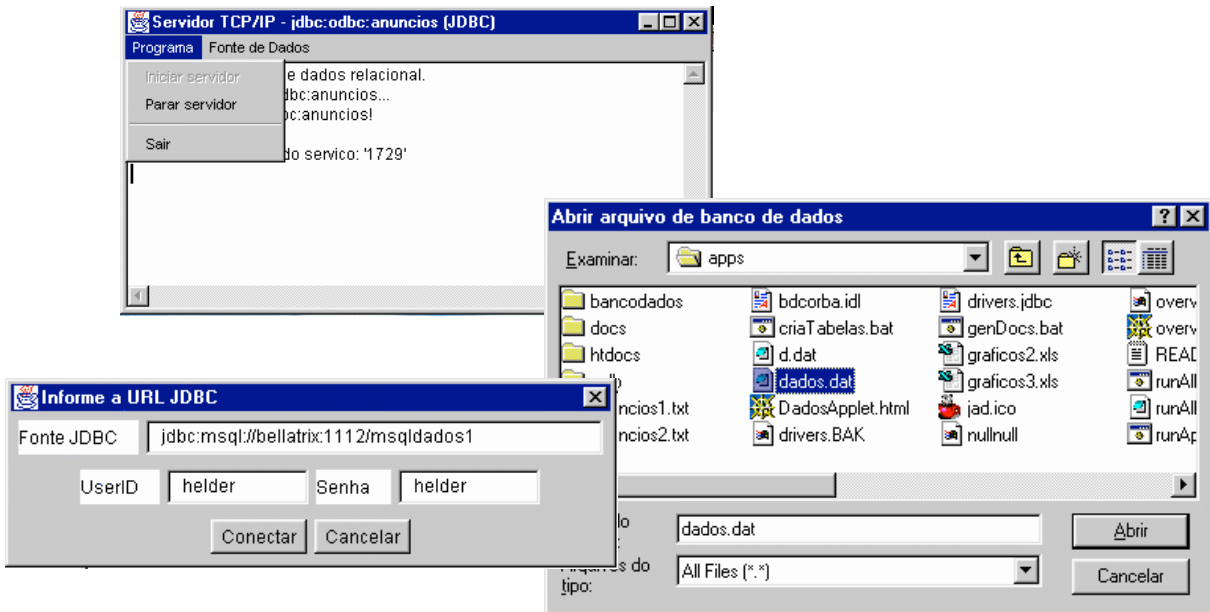 Servidor TCP/IP - jdbc:odbc:anuncios (JDBC)
Programa Fonte de Dados
Iniciar servidor
Parar servidor
Sair
e dados relacional.
dbc:anuncios...
bc:anuncios!
do servico: '1729'
Abrir arquivo de banco de dados
Examinar: apps
bancodados bdcorba.idl drivers.jdbc overv
docs criaTabelas.bat genDocs.bat overv
htdocs d.dat graficos2.xls READ
dados.dat graficos3.xls runAll
ncios1.txt DadosApplet.html jad.ico runAll
ncios2.txt drivers.BAK nullnull runAp
lo
: dados.dat Abrir
Arquivos do
tipo: All Files (*.*) Cancelar
Informe a URL JDBC
Fonte JDBC jdbc:msql://bellatrix:1112/msqldados1
UserID helder Senha helder
Conectar Cancelar